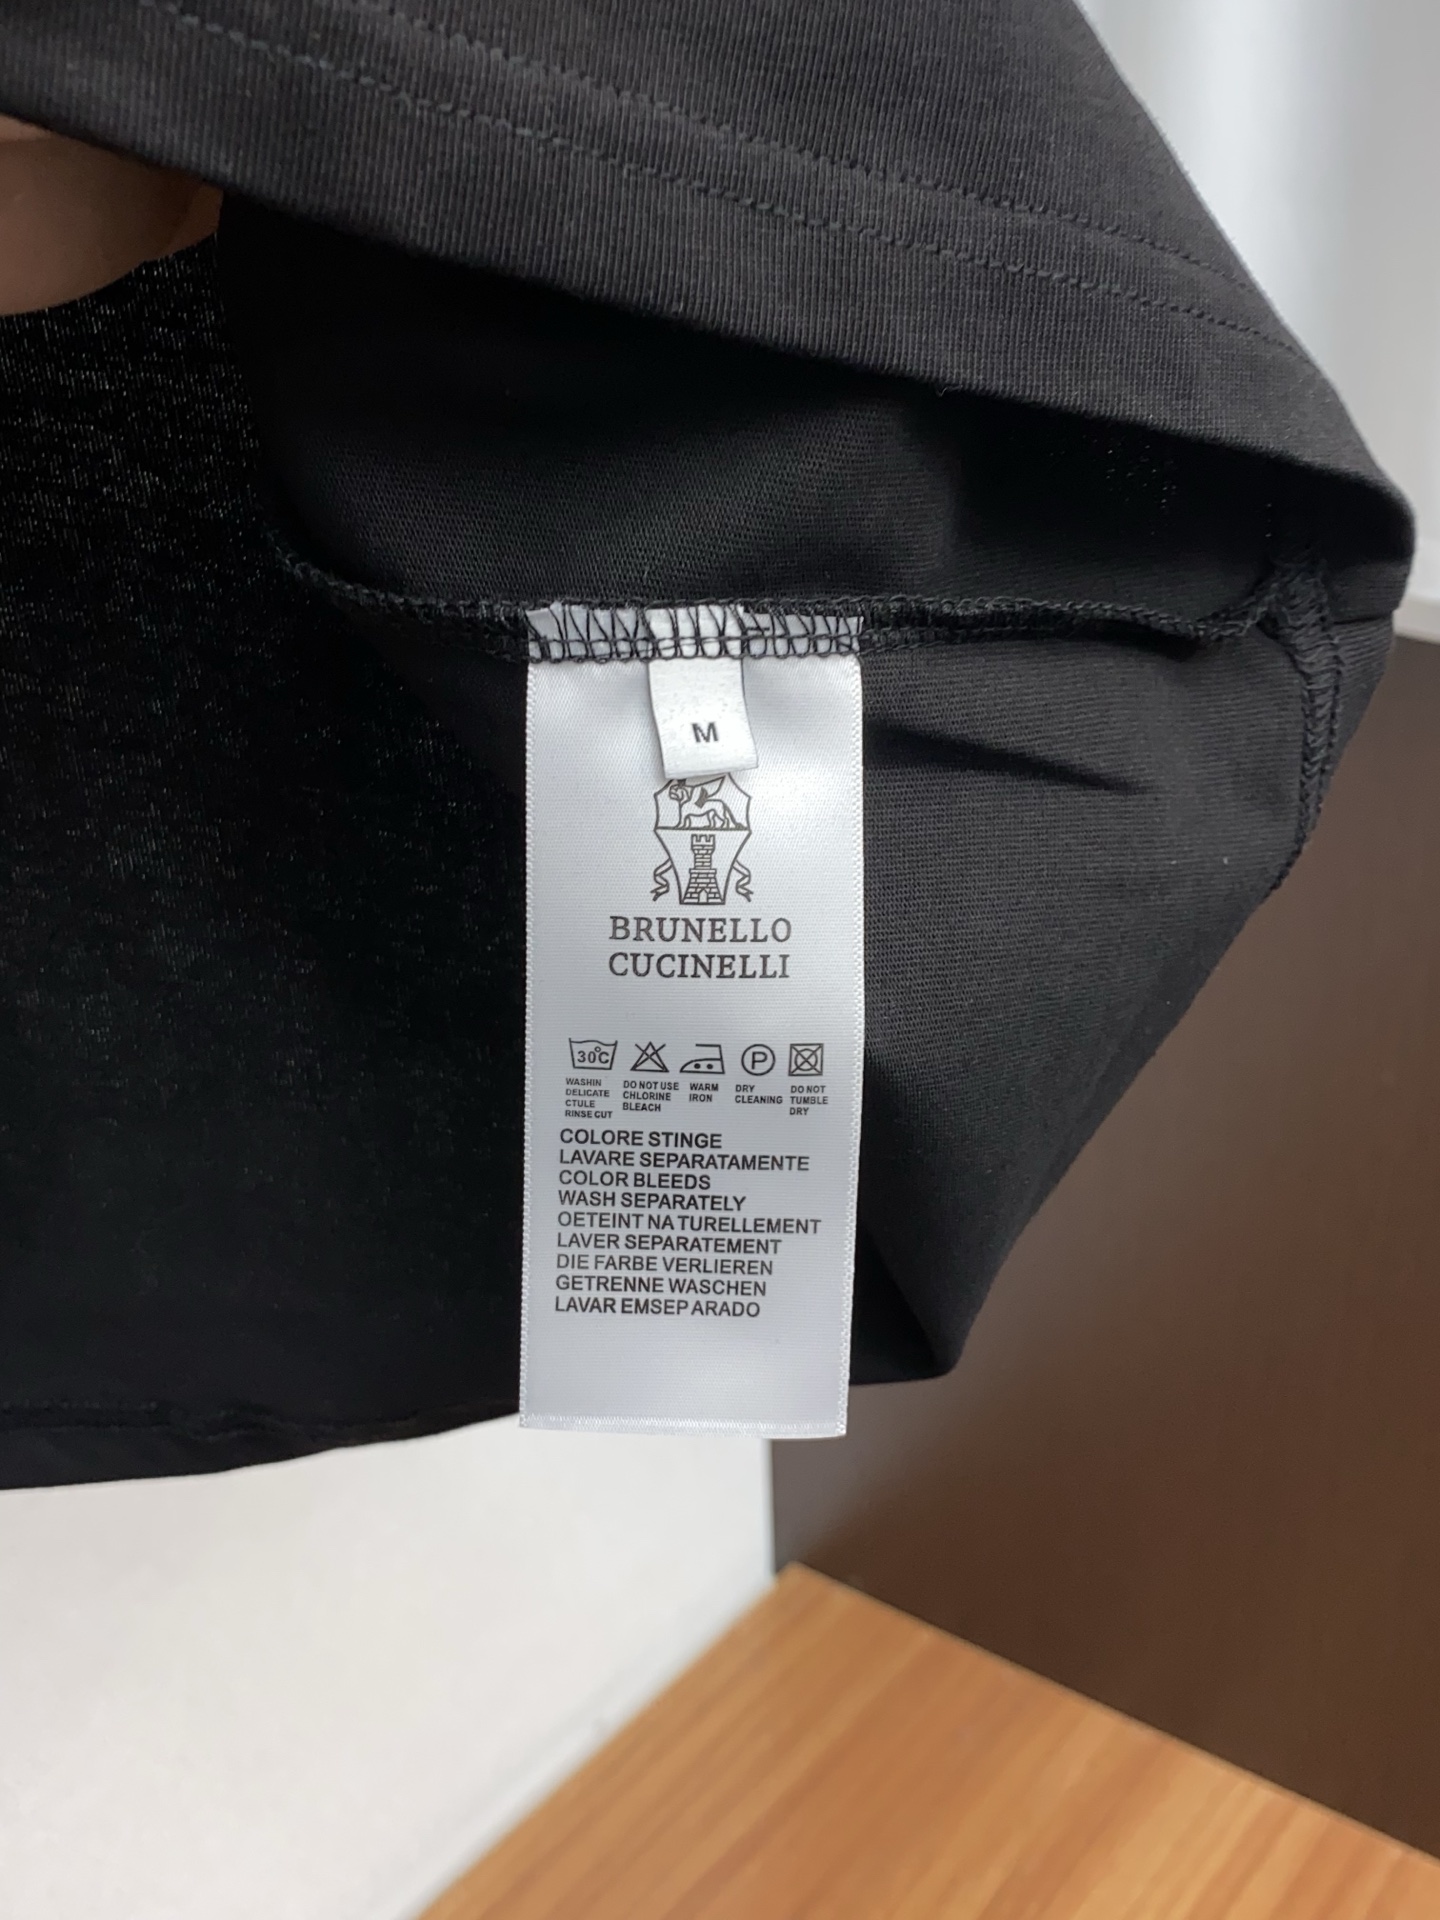 M
BRUNELLO
CUCINELLI
30°C P
WASHIN
DELICATE
CTULE
RINSE CUT
DO NOT USE
CHLORINE
BLEACH
WARM
IRON
DRY
CLEANING
DO NOT
TUMBLE
DRY
COLORE STINGE
LAVARE SEPARATAMENTE
COLOR BLEEDS
WASH SEPARATELY
OETEINT NA TURELLEMENT
LAVER SEPARATEMENT
DIE FARBE VERLIEREN
GETRENNE WASCHEN
LAVAR EMSEP ARADO